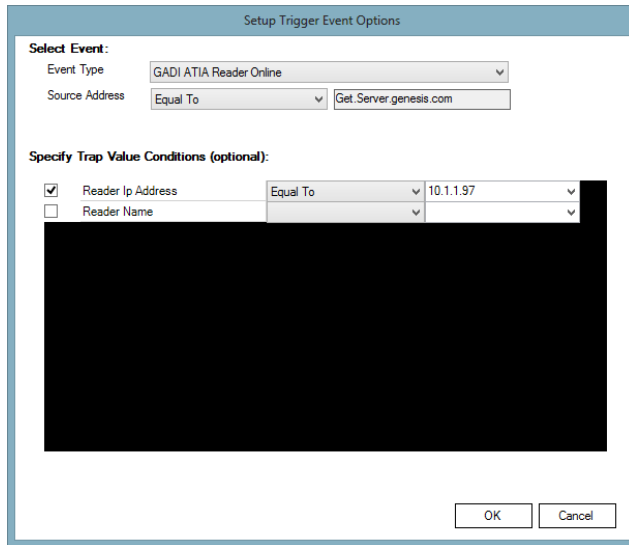 Setup Trigger Event Options
Select Event:
Event Type GADI ATIA Reader Online
Source Address Equal To Get.Server.genesis.com
Specify Trap Value Conditions (optional):
Reader Ip Address Equal To 10.1.1.97
Reader Name
OK Cancel